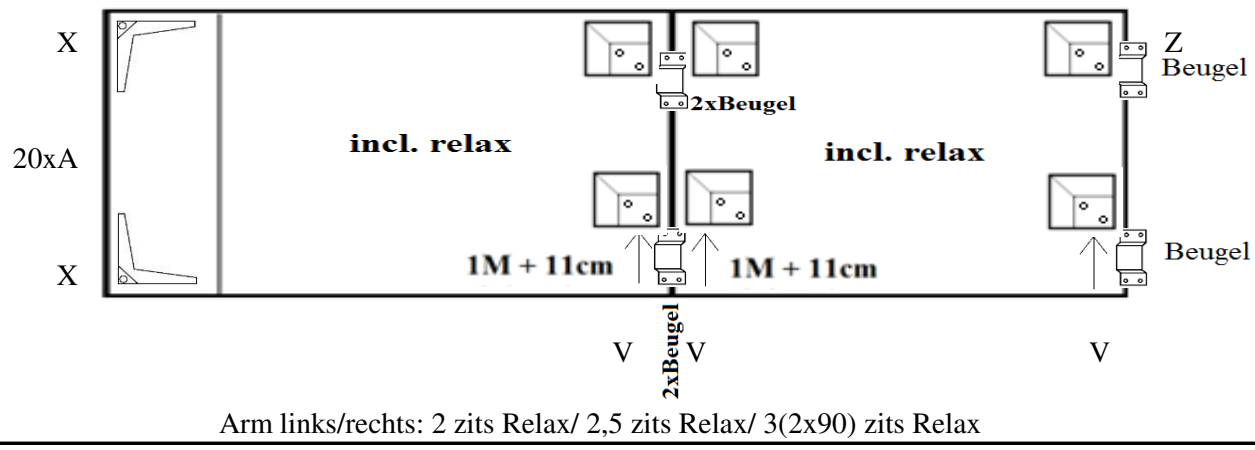 X
Z
Beugel
2xBeugel
20xA
incl. relax
incl. relax
X
1M + 11cm
1M + 11cm
Beugel
V
2xBeugel
V
V
Arm links/rechts: 2 zits Relax/ 2,5 zits Relax/ 3(2x90) zits Relax